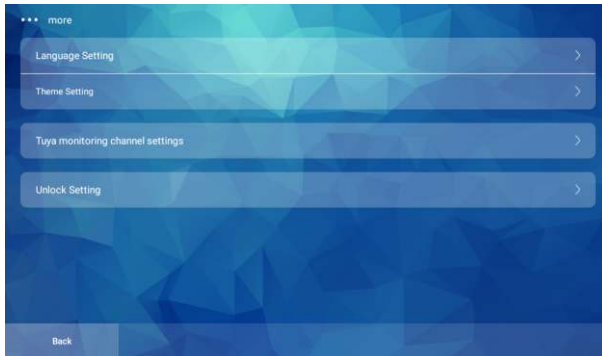 ••• more
Language Setting
Theme Setting
Tuya monitoring channel settings
Unlock Setting
Back